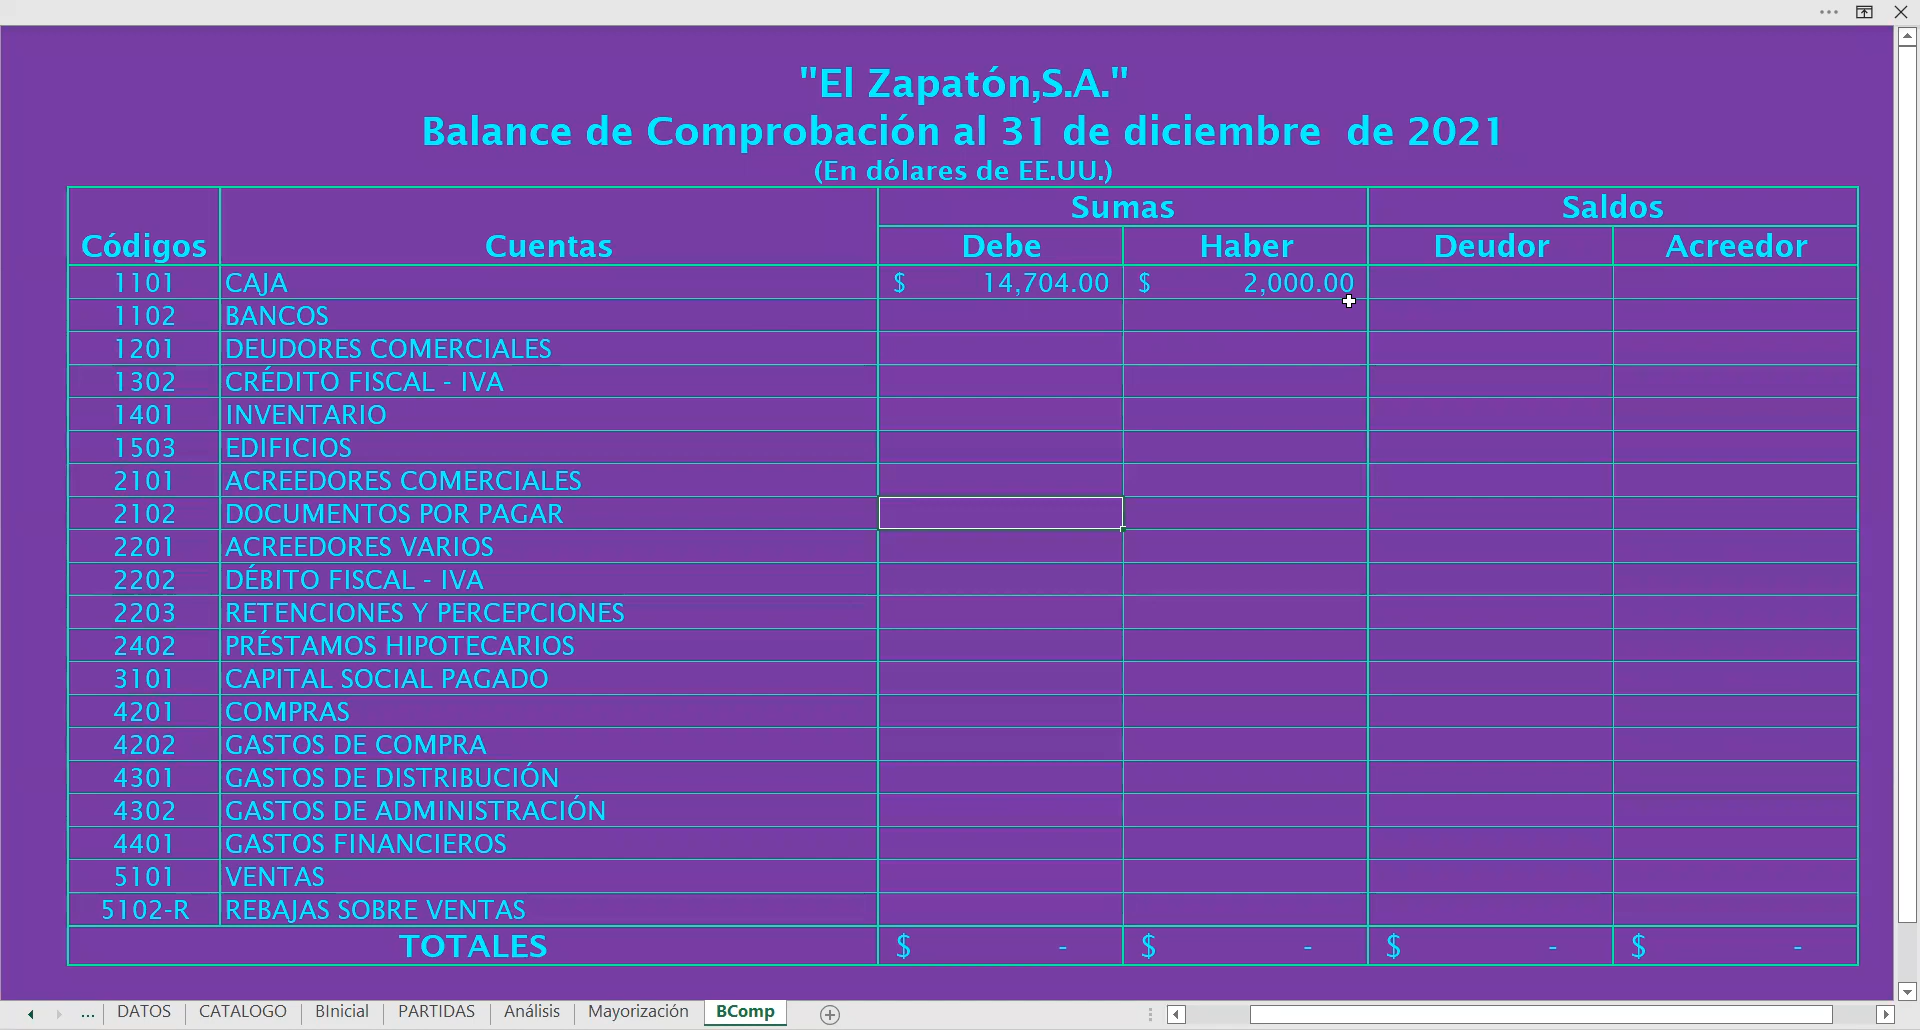 "El Zapatón,S.A."
Balance de Comprobación al 31 de diciembre  de 2021
(En dólares de EE.UU.)
Sumas Saldos
Códigos Cuentas Debe Haber Deudor Acreedor
1101 CAJA $ 14,704.00 $ 2,000.00
1102 BANCOS
1201 DEUDORES COMERCIALES
1302 CRÉDITO FISCAL - IVA
1401 INVENTARIO
1503 EDIFICIOS
2101 ACREEDORES COMERCIALES
2102 DOCUMENTOS POR PAGAR
2201 ACREEDORES VARIOS
2202 DÉBITO FISCAL - IVA
2203 RETENCIONES Y PERCEPCIONES
2402 PRÉSTAMOS HIPOTECARIOS
3101 CAPITAL SOCIAL PAGADO
4201 COMPRAS
4202 GASTOS DE COMPRA
4301 GASTOS DE DISTRIBUCIÓN
4302 GASTOS DE ADMINISTRACIÓN
4401 GASTOS FINANCIEROS
5101 VENTAS
5102-R REBAJAS SOBRE VENTAS
TOTALES $ - $ - $ - $ -
... DATOS CATALOGO BInicial PARTIDAS Análisis Mayorización BComp